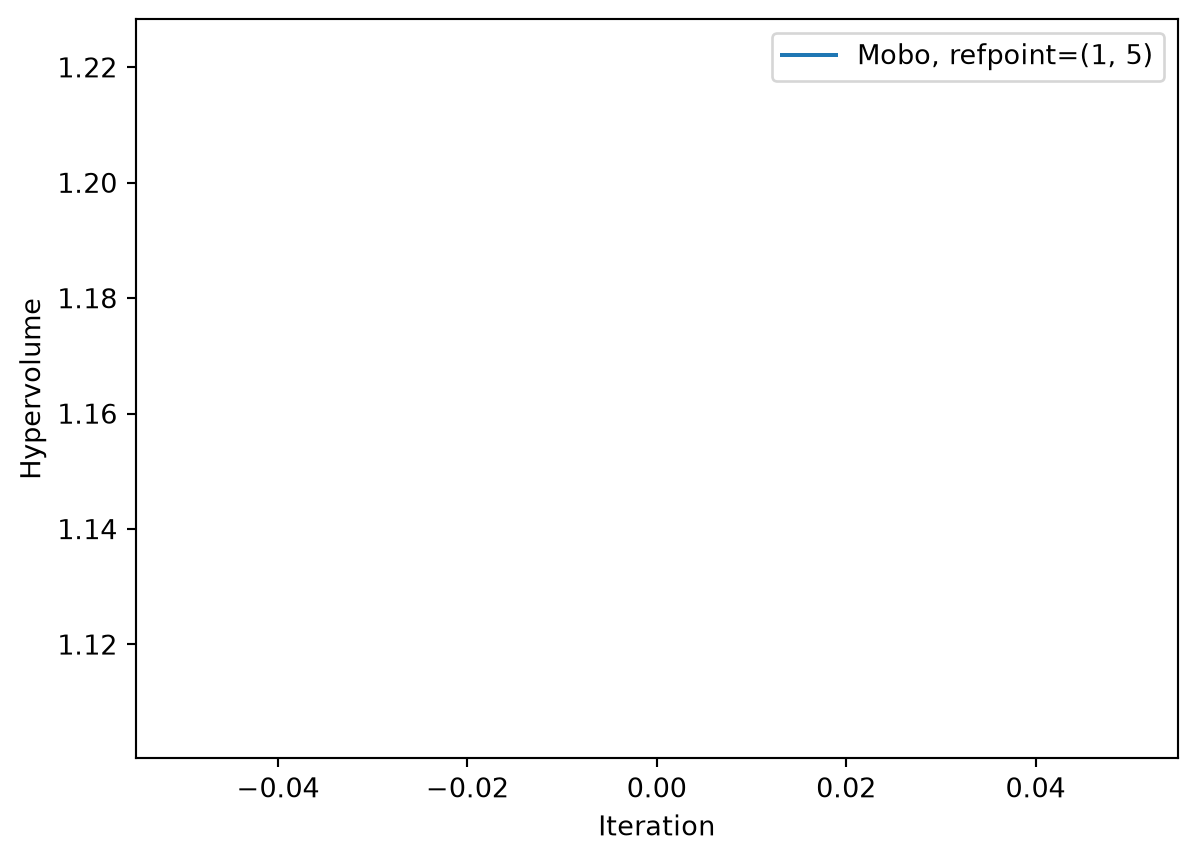 Mobo, refpoint=(1, 5)
1.22
1.20
1.18
1.16
1.14
1.12
Hypervolume
−0.04 −0.02 0.00 0.02 0.04
Iteration